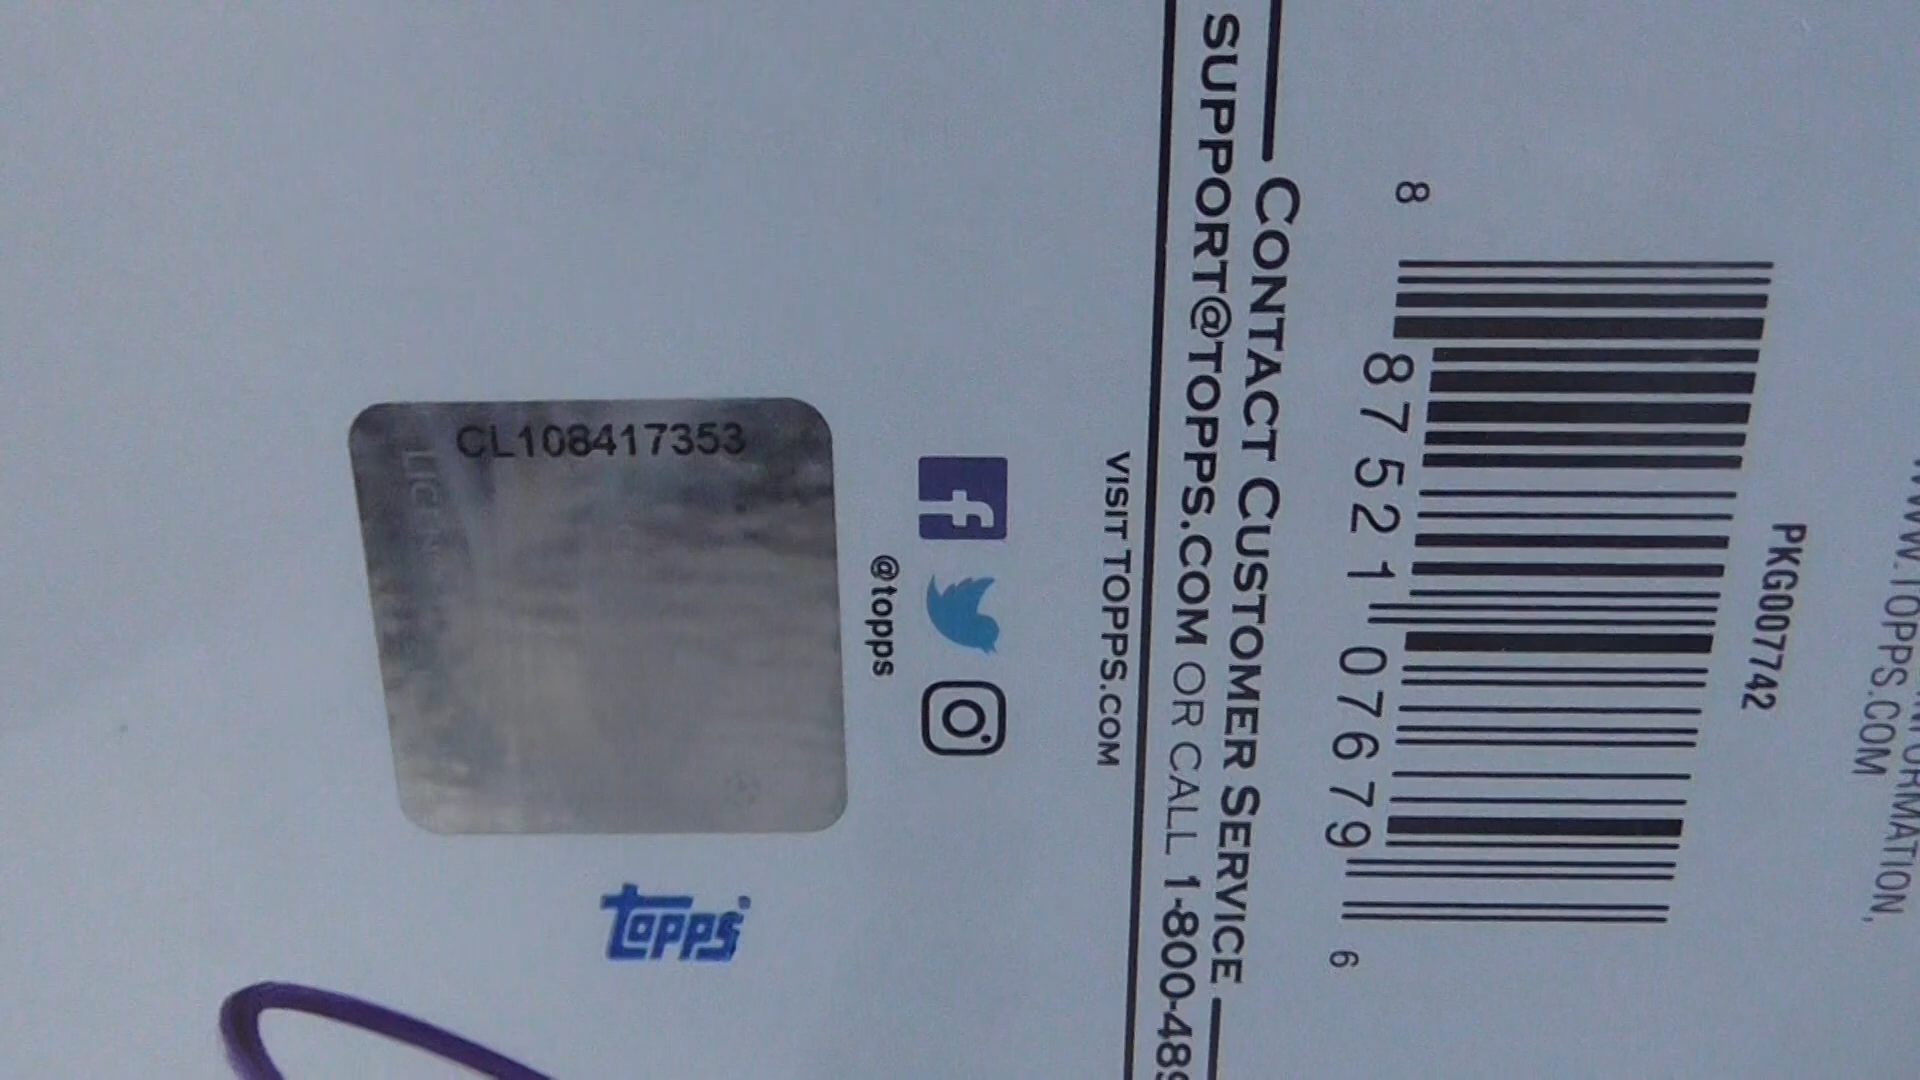 WWW.TOPPS.COM
PKG007742
8 87521 07679 6
CONTACT CUSTOMER SERVICE
SUPPORT@TOPPS.COM OR CALL 1-800-489
VISIT TOPPS.COM
@topps
CL108417353
topps